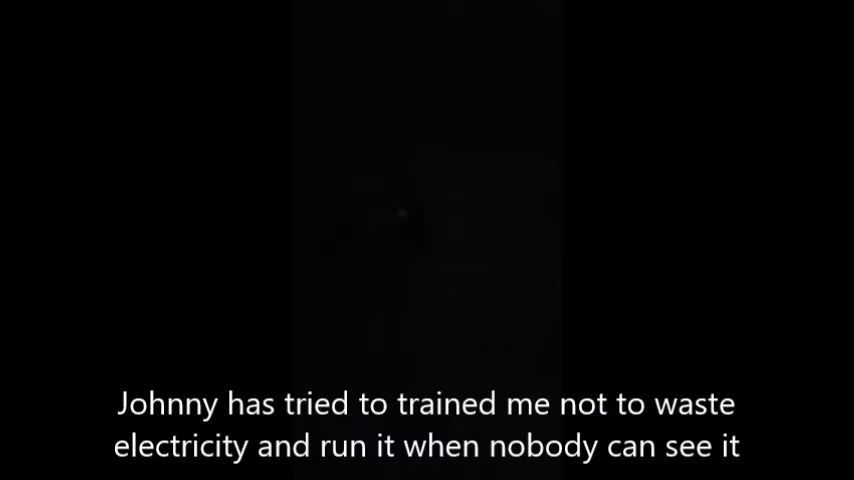 Johnny has tried to trained me not to waste
electricity and run it when nobody can see it